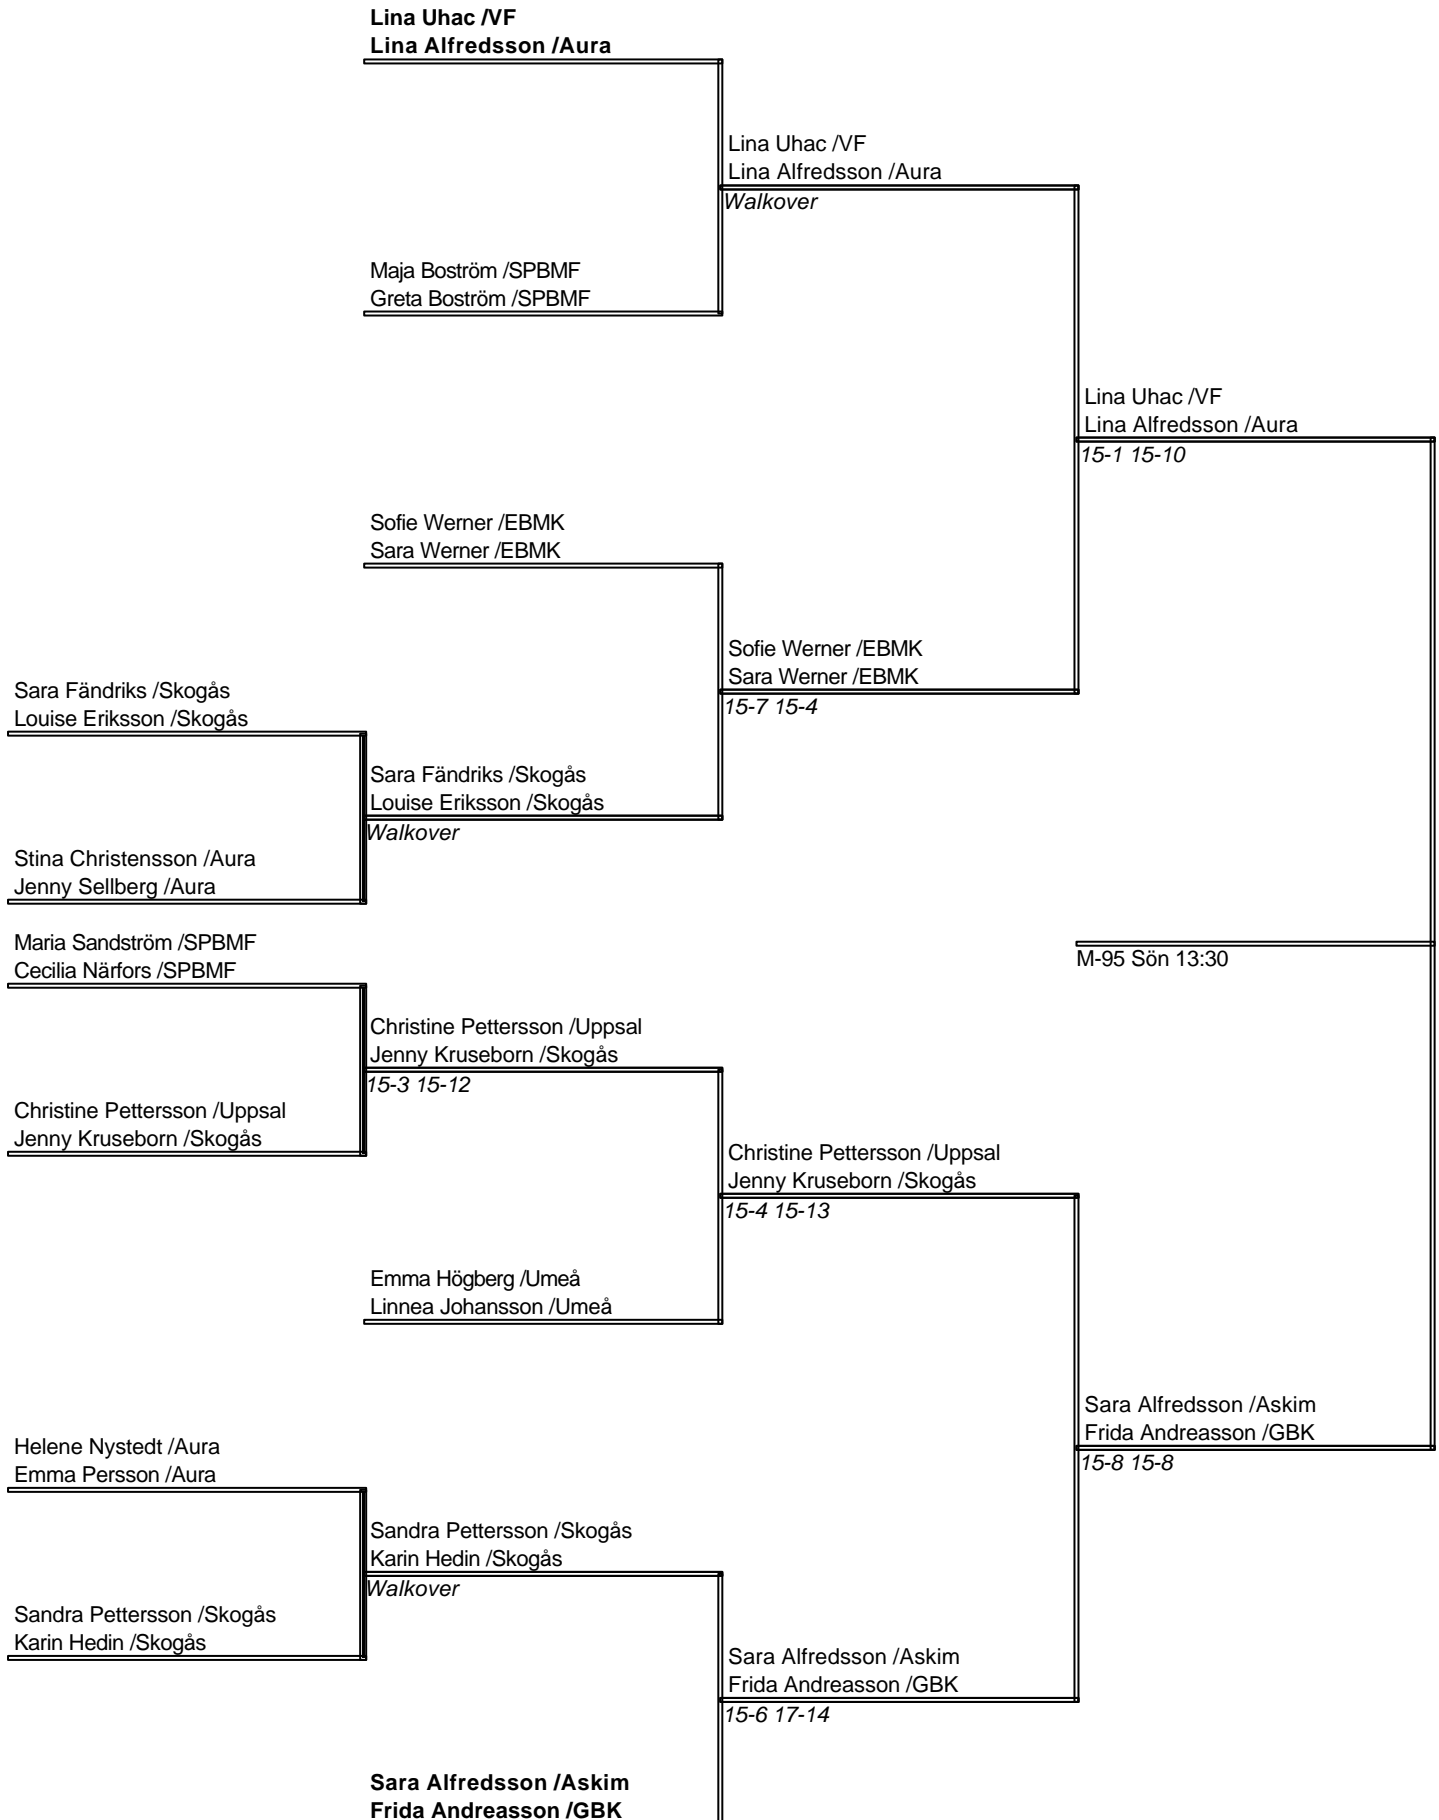 Lina Uhac /VF
Lina Alfredsson /Aura
Lina Uhac /VF
Lina Alfredsson /Aura
Walkover
Maja Boström /SPBMF
Greta Boström /SPBMF
Lina Uhac /VF
Lina Alfredsson /Aura
15-1 15-10
Sofie Werner /EBMK
Sara Werner /EBMK
Sofie Werner /EBMK
Sara Werner /EBMK
15-7 15-4
Sara Fändriks /Skogås
Louise Eriksson /Skogås
Sara Fändriks /Skogås
Louise Eriksson /Skogås
Walkover
Stina Christensson /Aura
Jenny Sellberg /Aura
Maria Sandström /SPBMF
Cecilia Närfors /SPBMF
M-95 Sön 13:30
Christine Pettersson /Uppsal
Jenny Kruseborn /Skogås
15-3 15-12
Christine Pettersson /Uppsal
Jenny Kruseborn /Skogås
Christine Pettersson /Uppsal
Jenny Kruseborn /Skogås
15-4 15-13
Emma Högberg /Umeå
Linnea Johansson /Umeå
Sara Alfredsson /Askim
Frida Andreasson /GBK
15-8 15-8
Helene Nystedt /Aura
Emma Persson /Aura
Sandra Pettersson /Skogås
Karin Hedin /Skogås
Walkover
Sandra Pettersson /Skogås
Karin Hedin /Skogås
Sara Alfredsson /Askim
Frida Andreasson /GBK
15-6 17-14
Sara Alfredsson /Askim
Frida Andreasson /GBK